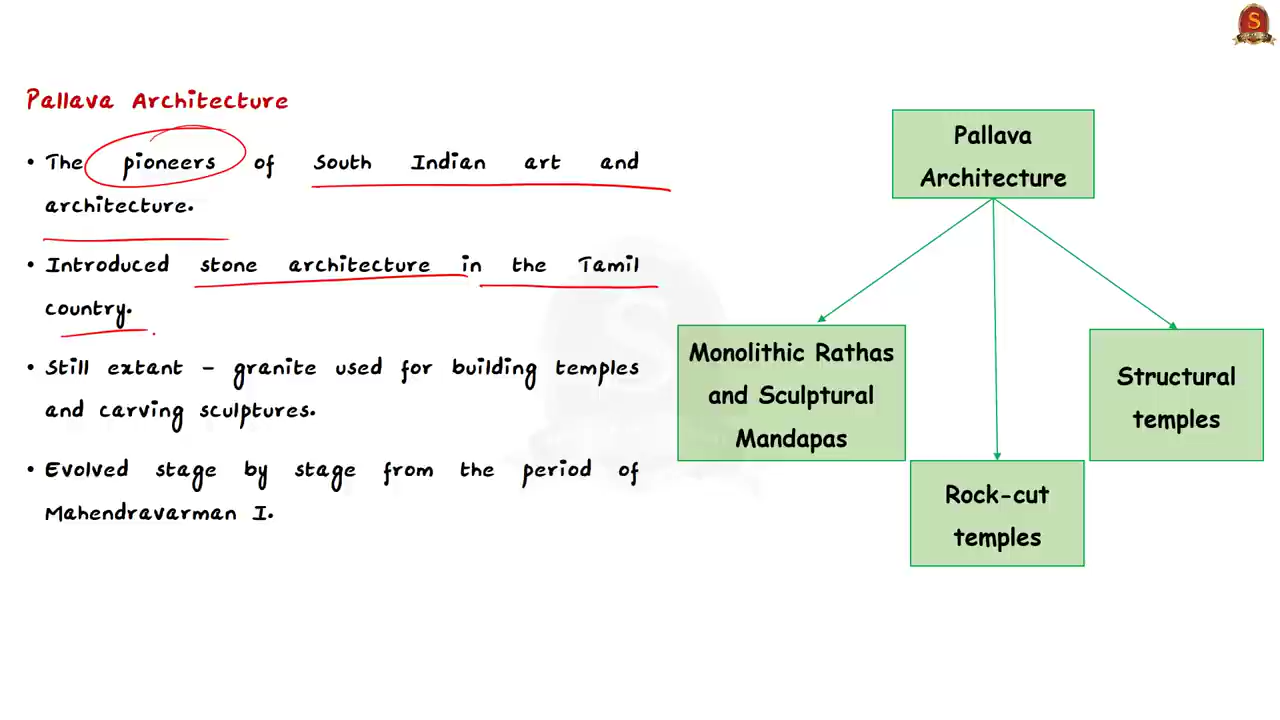 S
Pallava Architecture
• The pioneers of South Indian art and
architecture.
• Introduced stone architecture in the Tamil
country.
• Still extant – granite used for building temples
and carving sculptures.
• Evolved stage by stage from the period of
Mahendravarman I.
Pallava
Architecture
Monolithic Rathas
and Sculptural
Mandapas
Rock-cut
temples
Structural
temples